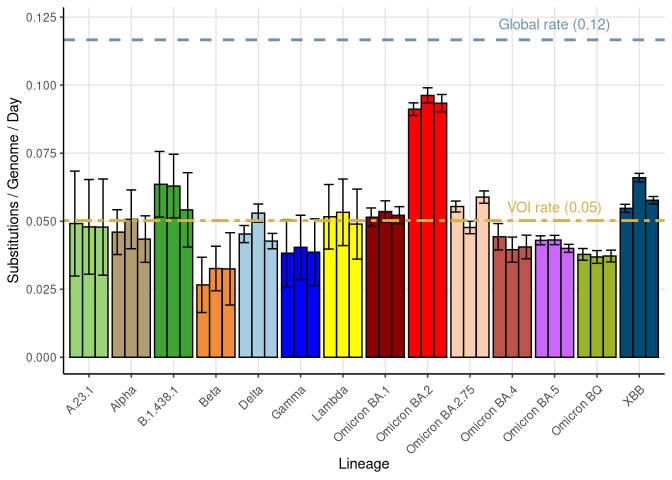 0.125
Global rate (0.12)
0.100
0.075
VOI rate (0.05)
0.050
0.025
0.000
Substitutions / Genome / Day
A.23.1
Alpha
B.1.438.1
Beta
Delta
Gamma
Lambda
Omicron BA.1
Omicron BA.2
Omicron BA.2.75
Omicron BA.4
Omicron BA.5
Omicron BQ
XBB
Lineage